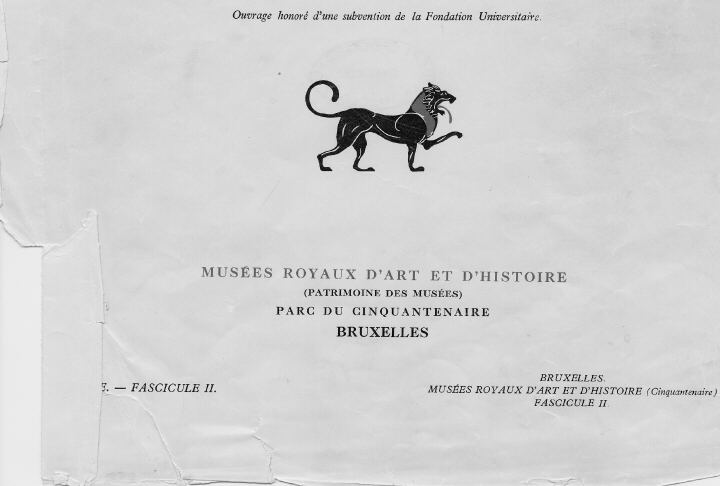 Ouvrage honoré d'une subvention de la Fondation Universitaire.
MUSÉES ROYAUX D'ART ET D'HISTOIRE
(PATRIMOINE DES MUSÉES)
PARC DU CINQUANTENAIRE
BRUXELLES
E. — FASCICULE II.
BRUXELLES.
MUSÉES ROYAUX D'ART ET D'HISTOIRE (Cinquantenaire)
FASCICULE II.